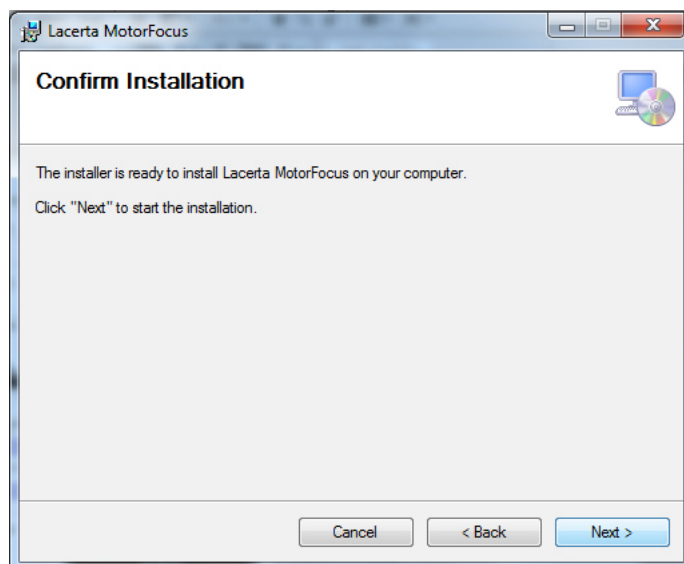 Lacerta MotorFocus
Confirm Installation
The installer is ready to install Lacerta MotorFocus on your computer.
Click "Next" to start the installation.
Cancel
< Back
Next >